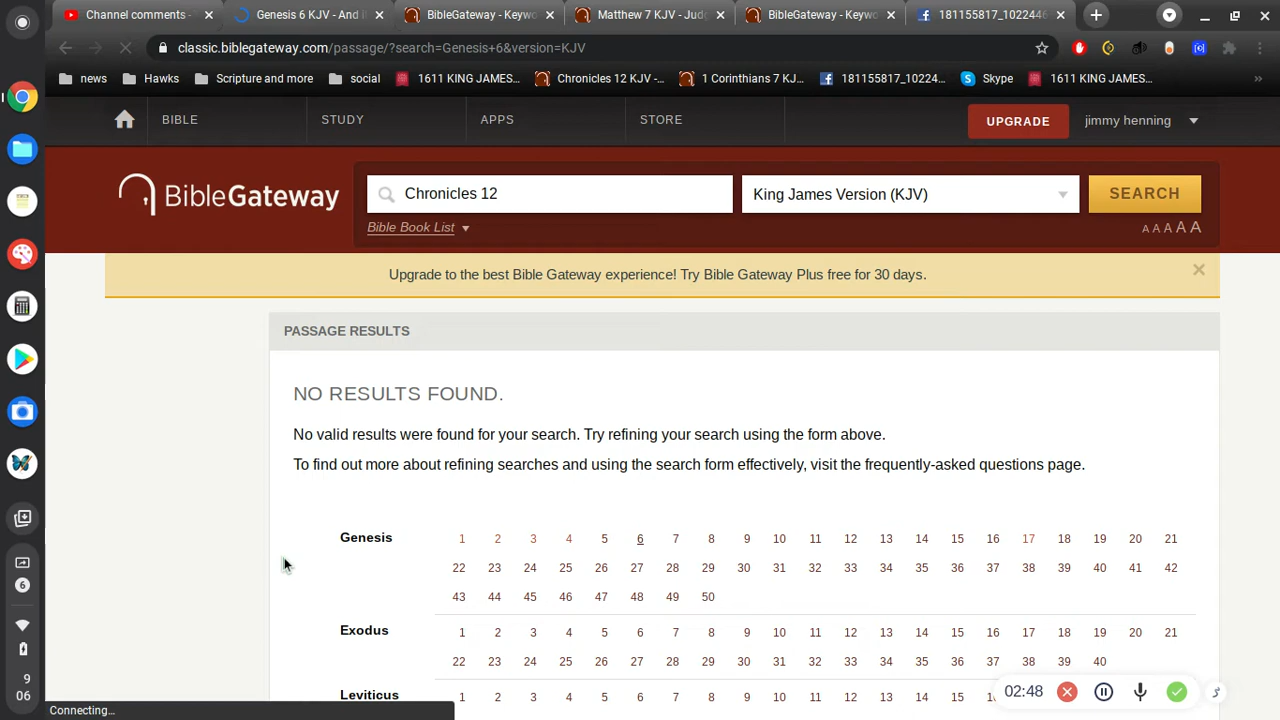 Channel comments -
Genesis 6 KJV - And i
BibleGateway - Keywo
Matthew 7 KJV - Judg
BibleGateway - Keywo
181155817_1022446
classic.biblegateway.com/passage/?search=Genesis+6&version=KJV
news
Hawks
Scripture and more
social
1611 KING JAMES...
Chronicles 12 KJV -...
1 Corinthians 7 KJ...
181155817_10224...
Skype
1611 KING JAMES...
BIBLE
STUDY
APPS
STORE
UPGRADE
jimmy henning
BibleGateway
Chronicles 12
King James Version (KJV)
SEARCH
Bible Book List
A A A A A
Upgrade to the best Bible Gateway experience! Try Bible Gateway Plus free for 30 days.
PASSAGE RESULTS
NO RESULTS FOUND.
No valid results were found for your search. Try refining your search using the form above.
To find out more about refining searches and using the search form effectively, visit the frequently-asked questions page.
Genesis 1 2 3 4 5 6 7 8 9 10 11 12 13 14 15 16 17 18 19 20 21
22 23 24 25 26 27 28 29 30 31 32 33 34 35 36 37 38 39 40 41 42
43 44 45 46 47 48 49 50
Exodus 1 2 3 4 5 6 7 8 9 10 11 12 13 14 15 16 17 18 19 20 21
22 23 24 25 26 27 28 29 30 31 32 33 34 35 36 37 38 39 40
Leviticus 1 2 3 4 5 6 7 8 9 10 11 12 13 14 15
02:48
6
9
06
Connecting...